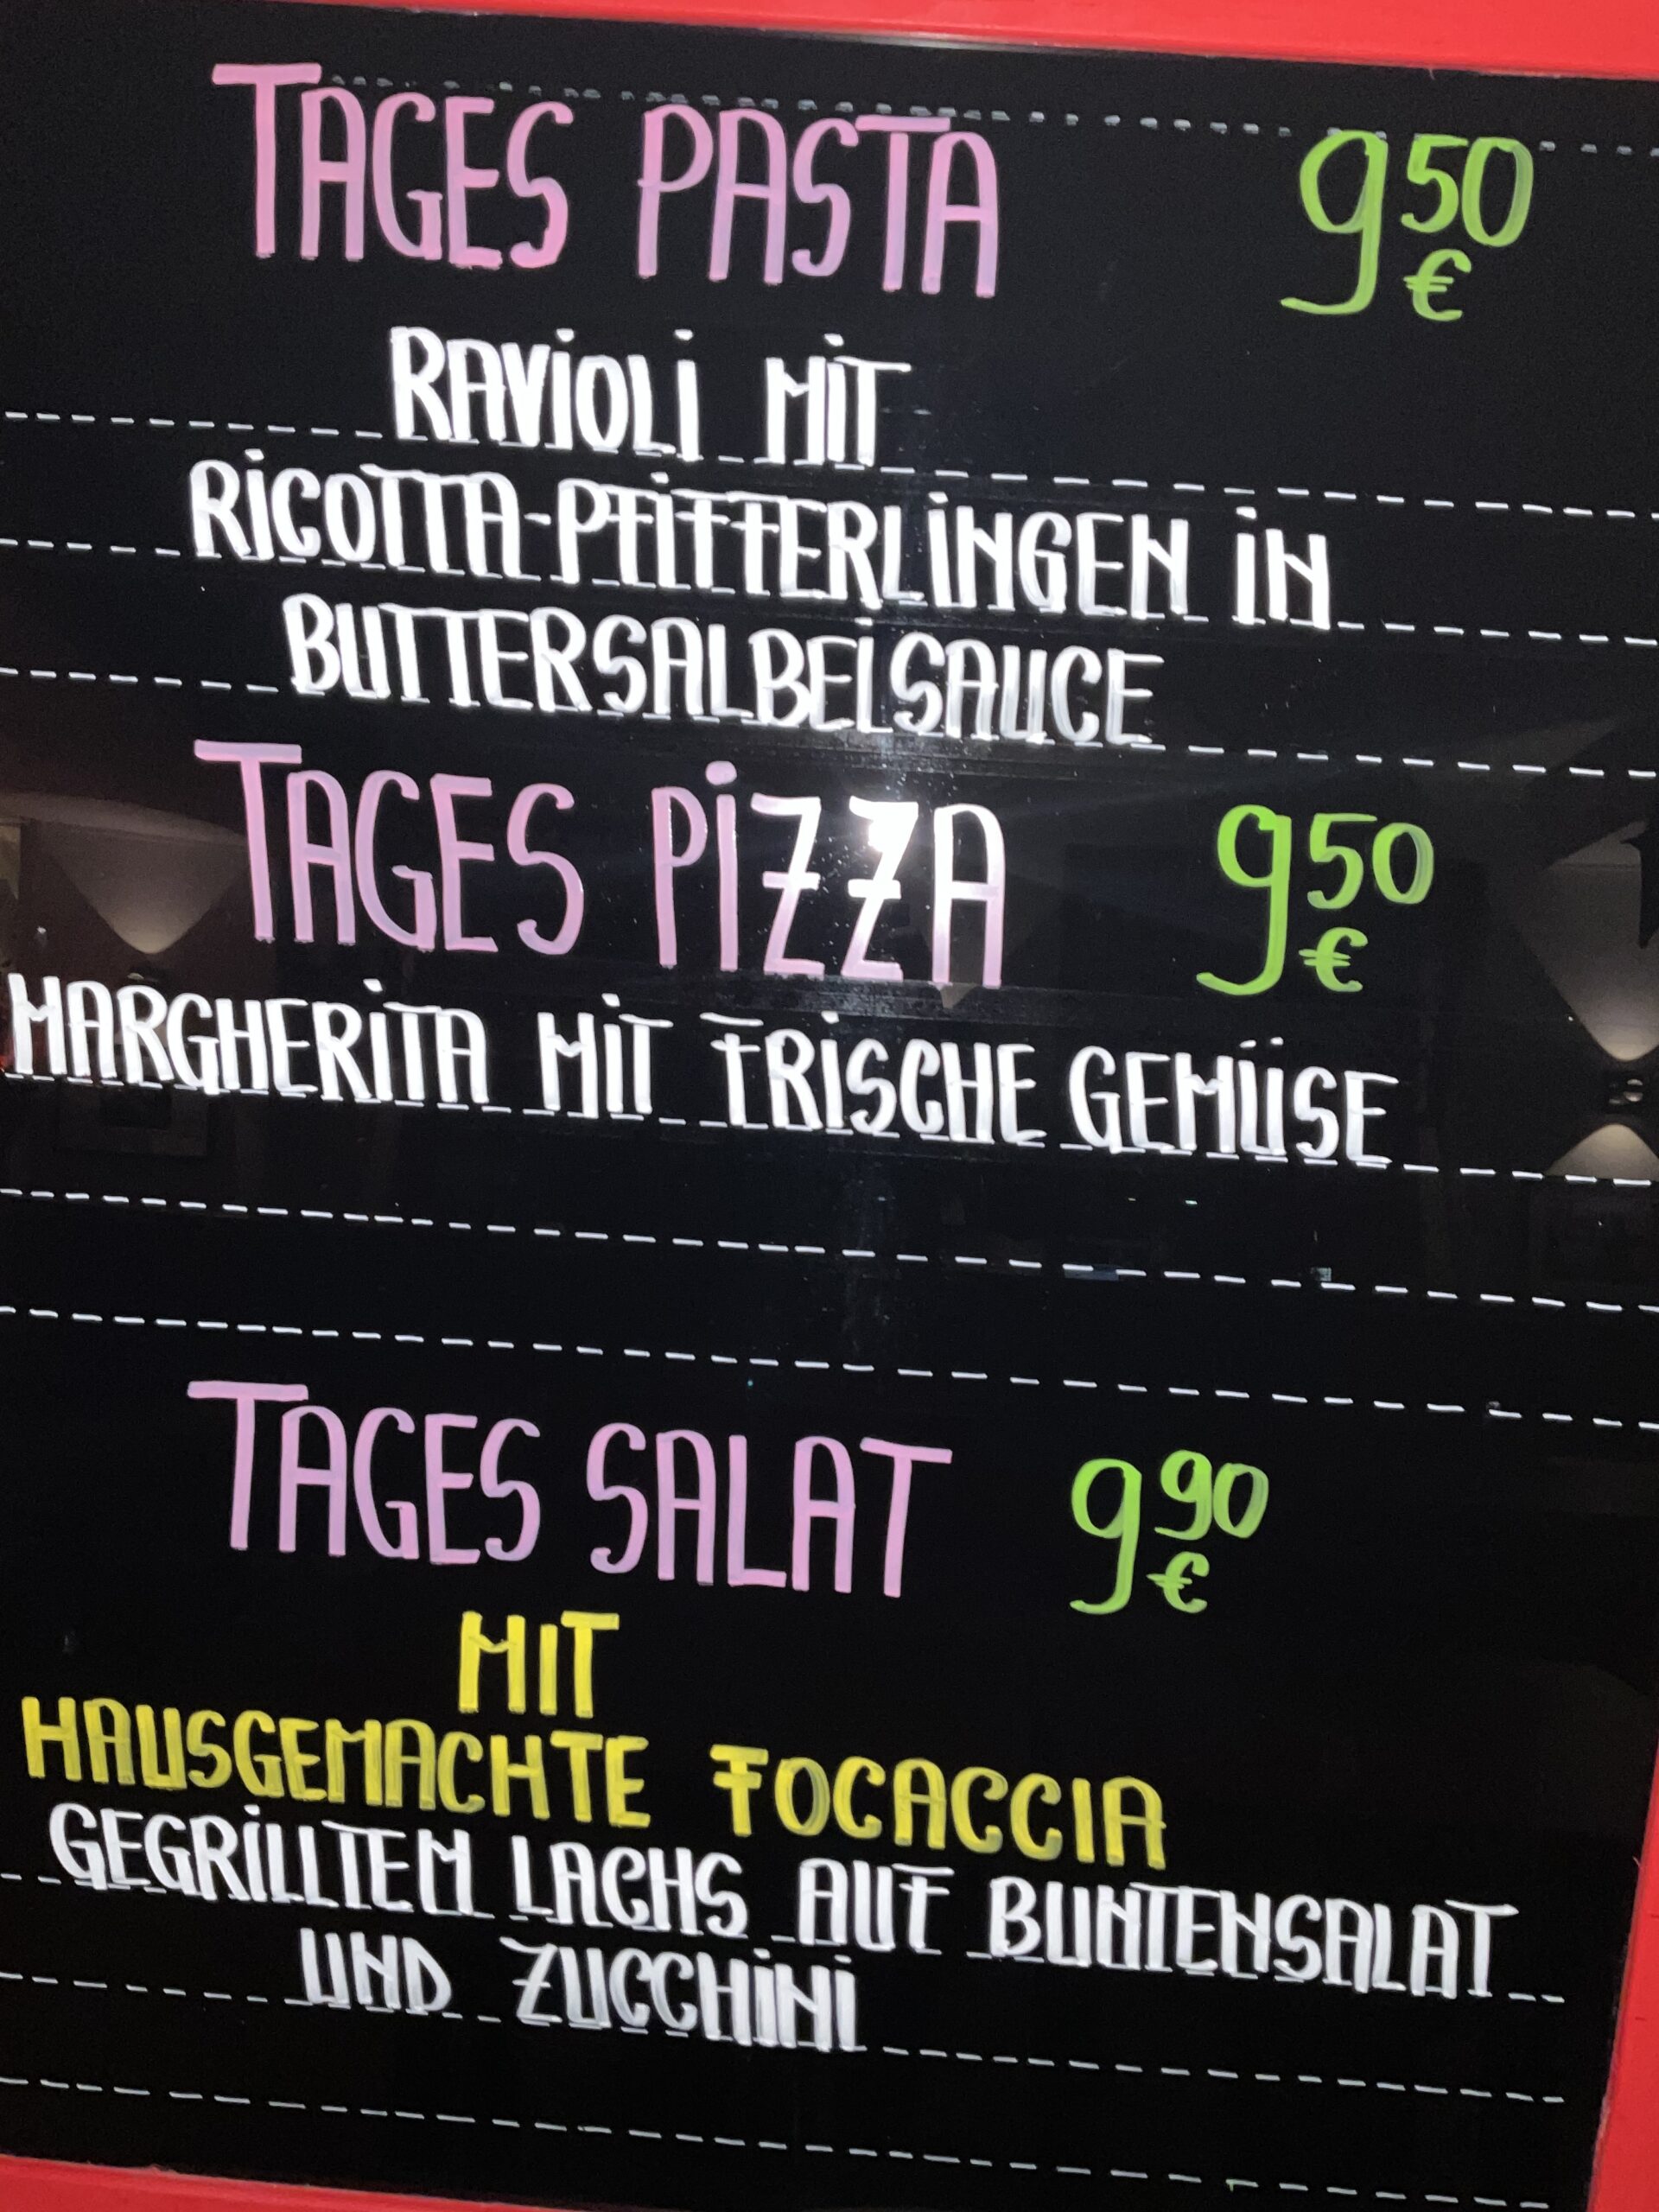 TAGES PASTA 9 50 €
RAViOLi MiT
RiCOTTA-PFiFFERLiNGEN iN
BUTTERSALBEiSAUCE
TAGES PiZZA 9 50 €
MARGHERiTA MiT FRiSCHE GEMÜSE
TAGES SALAT 9 90 €
MIT
HAUSGEMACHTE FOCACCIA
GEGRiLLTEM LACHS AUF BUNTENSALAT
UND ZUCCHiNi